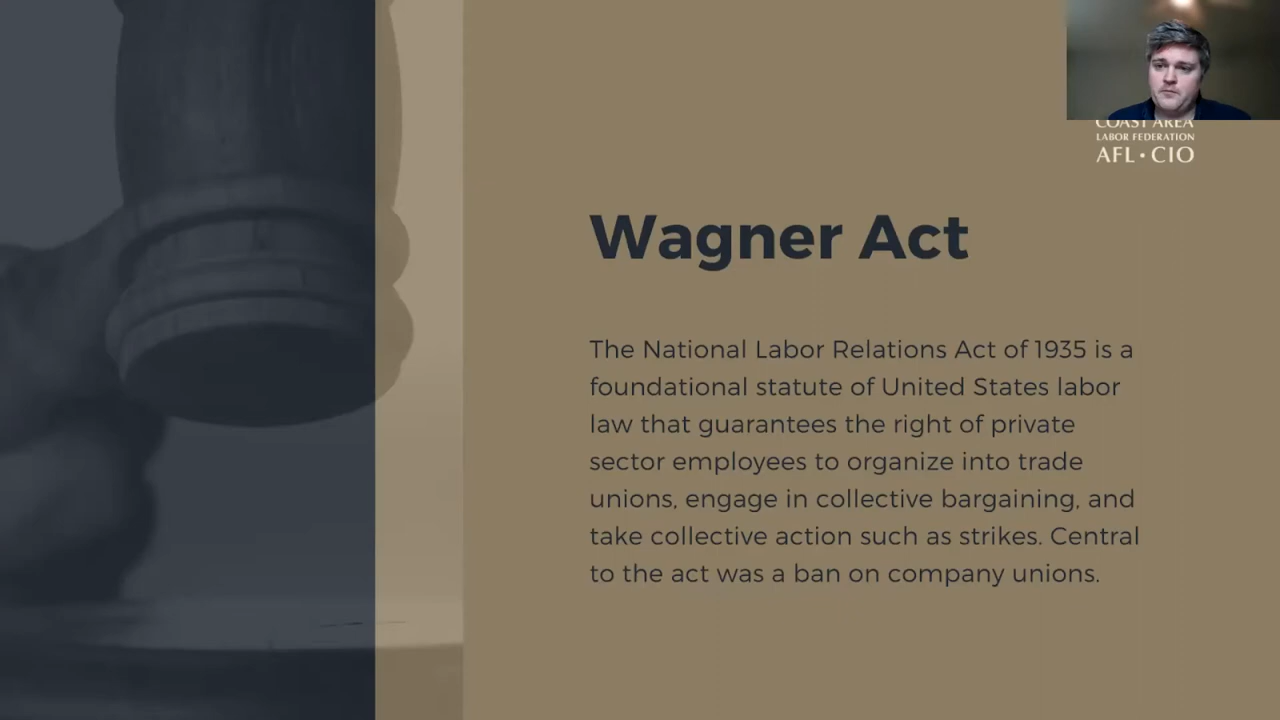 COAST AREA
LABOR FEDERATION
AFL • CIO
Wagner Act
The National Labor Relations Act of 1935 is a
foundational statute of United States labor
law that guarantees the right of private
sector employees to organize into trade
unions, engage in collective bargaining, and
take collective action such as strikes. Central
to the act was a ban on company unions.